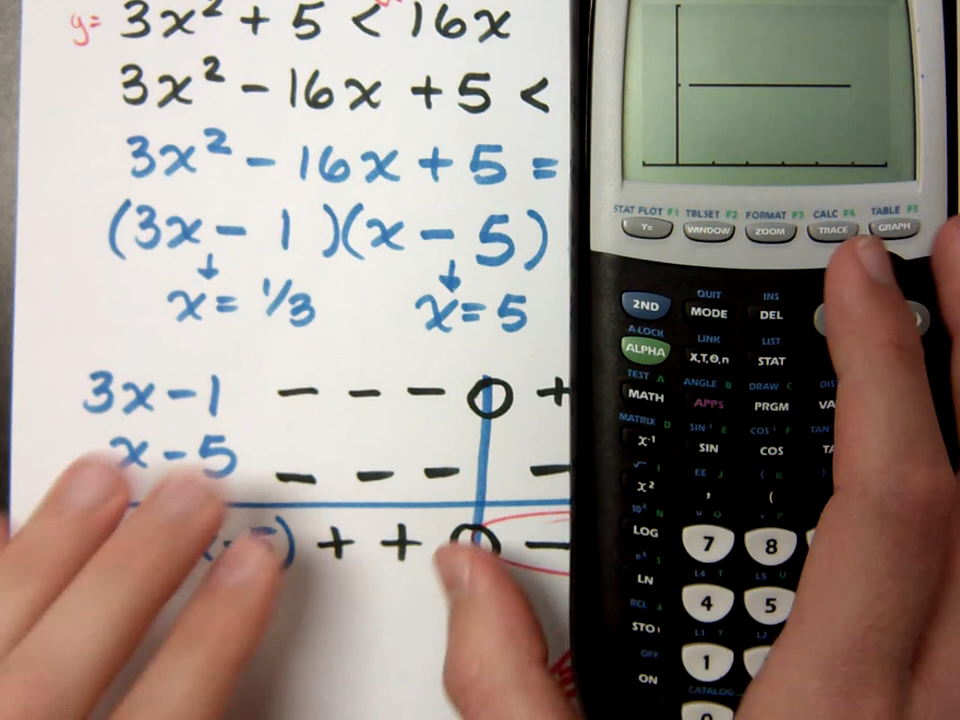 y= 3x² + 5 < 16x
3x² - 16x + 5 <
3x² - 16x + 5 =
(3x - 1)(x - 5)
↓ ↓
x = 1/3 x = 5
3x - 1 - - - O +
x - 5 - - - -
) + + O -
STAT PLOT F1 TBLSET F2 FORMAT F3 CALC F4 TABLE F5
Y= WINDOW ZOOM TRACE GRAPH
QUIT INS
2ND MODE DEL
A-LOCK LINK LIST
ALPHA X,T,Θ,n STAT
TEST A ANGLE B DRAW C
MATH APPS PRGM
MATRIX D SIN⁻¹ E COS⁻¹ F
x⁻¹ SIN COS
√ I EE J { K
x² , (
10ˣ N
LOG 7 8
eˣ S L4 T L5 U
LN 4 5
RCL X L1 Y L2
STO▸ 1
OFF
ON
CATALOG
0